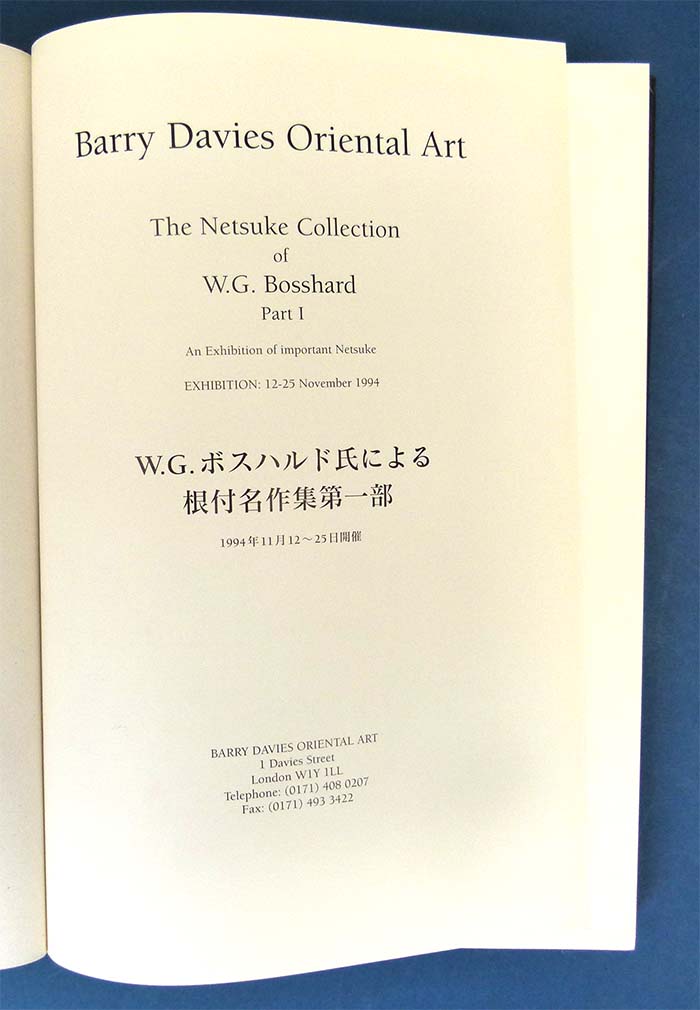 Barry Davies Oriental Art
The Netsuke Collection
of
W.G. Bosshard
Part I
An Exhibition of important Netsuke
EXHIBITION: 12-25 November 1994
W.G.ボスハルド氏による
根付名作集第一部
1994年11月12〜25日開催
BARRY DAVIES ORIENTAL ART
1 Davies Street
London W1Y 1LL
Telephone: (0171) 408 0207
Fax: (0171) 493 3422